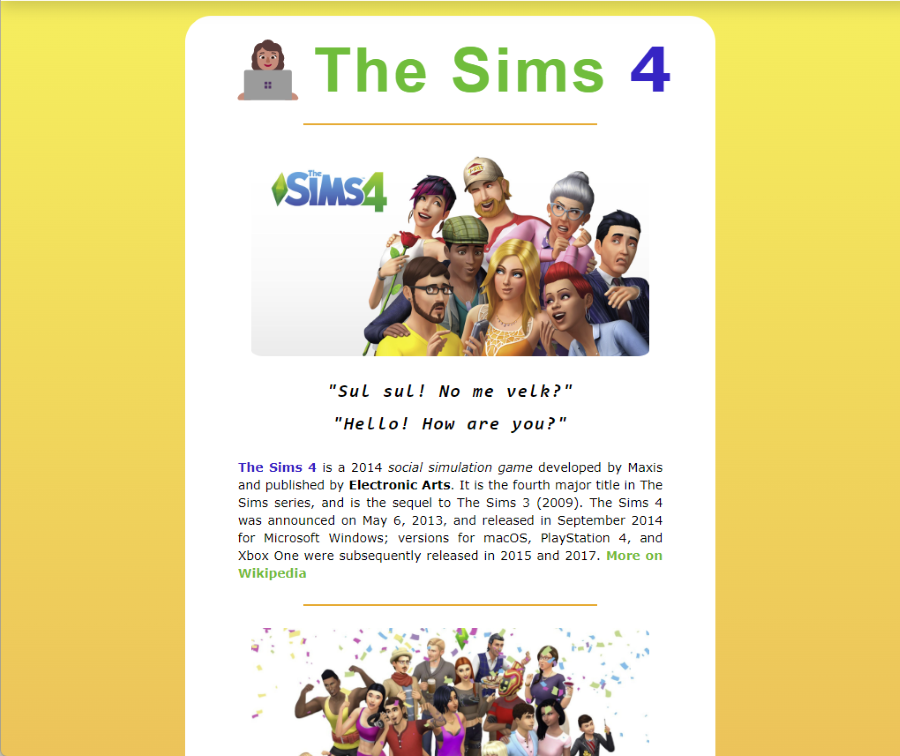 The Sims 4
The SIMS 4
"Sul sul! No me velk?"
"Hello! How are you?"
The Sims 4 is a 2014 social simulation game developed by Maxis
and published by Electronic Arts. It is the fourth major title in The
Sims series, and is the sequel to The Sims 3 (2009). The Sims 4
was announced on May 6, 2013, and released in September 2014
for Microsoft Windows; versions for macOS, PlayStation 4, and
Xbox One were subsequently released in 2015 and 2017. More on
Wikipedia